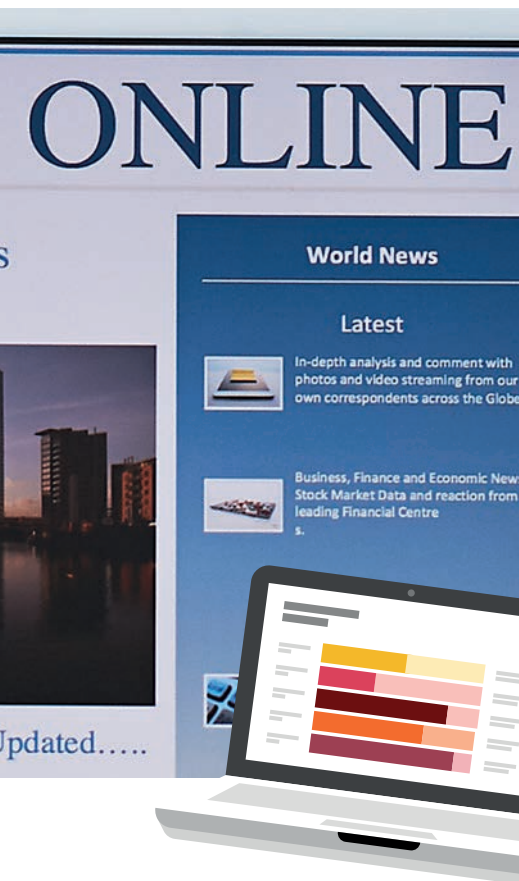 ONLINE
s
World News
Latest
In-depth analysis and comment with
photos and video streaming from our
own correspondents across the Globe
Business, Finance and Economic News
Stock Market Data and reaction from
leading Financial Centre
s.
Updated.....